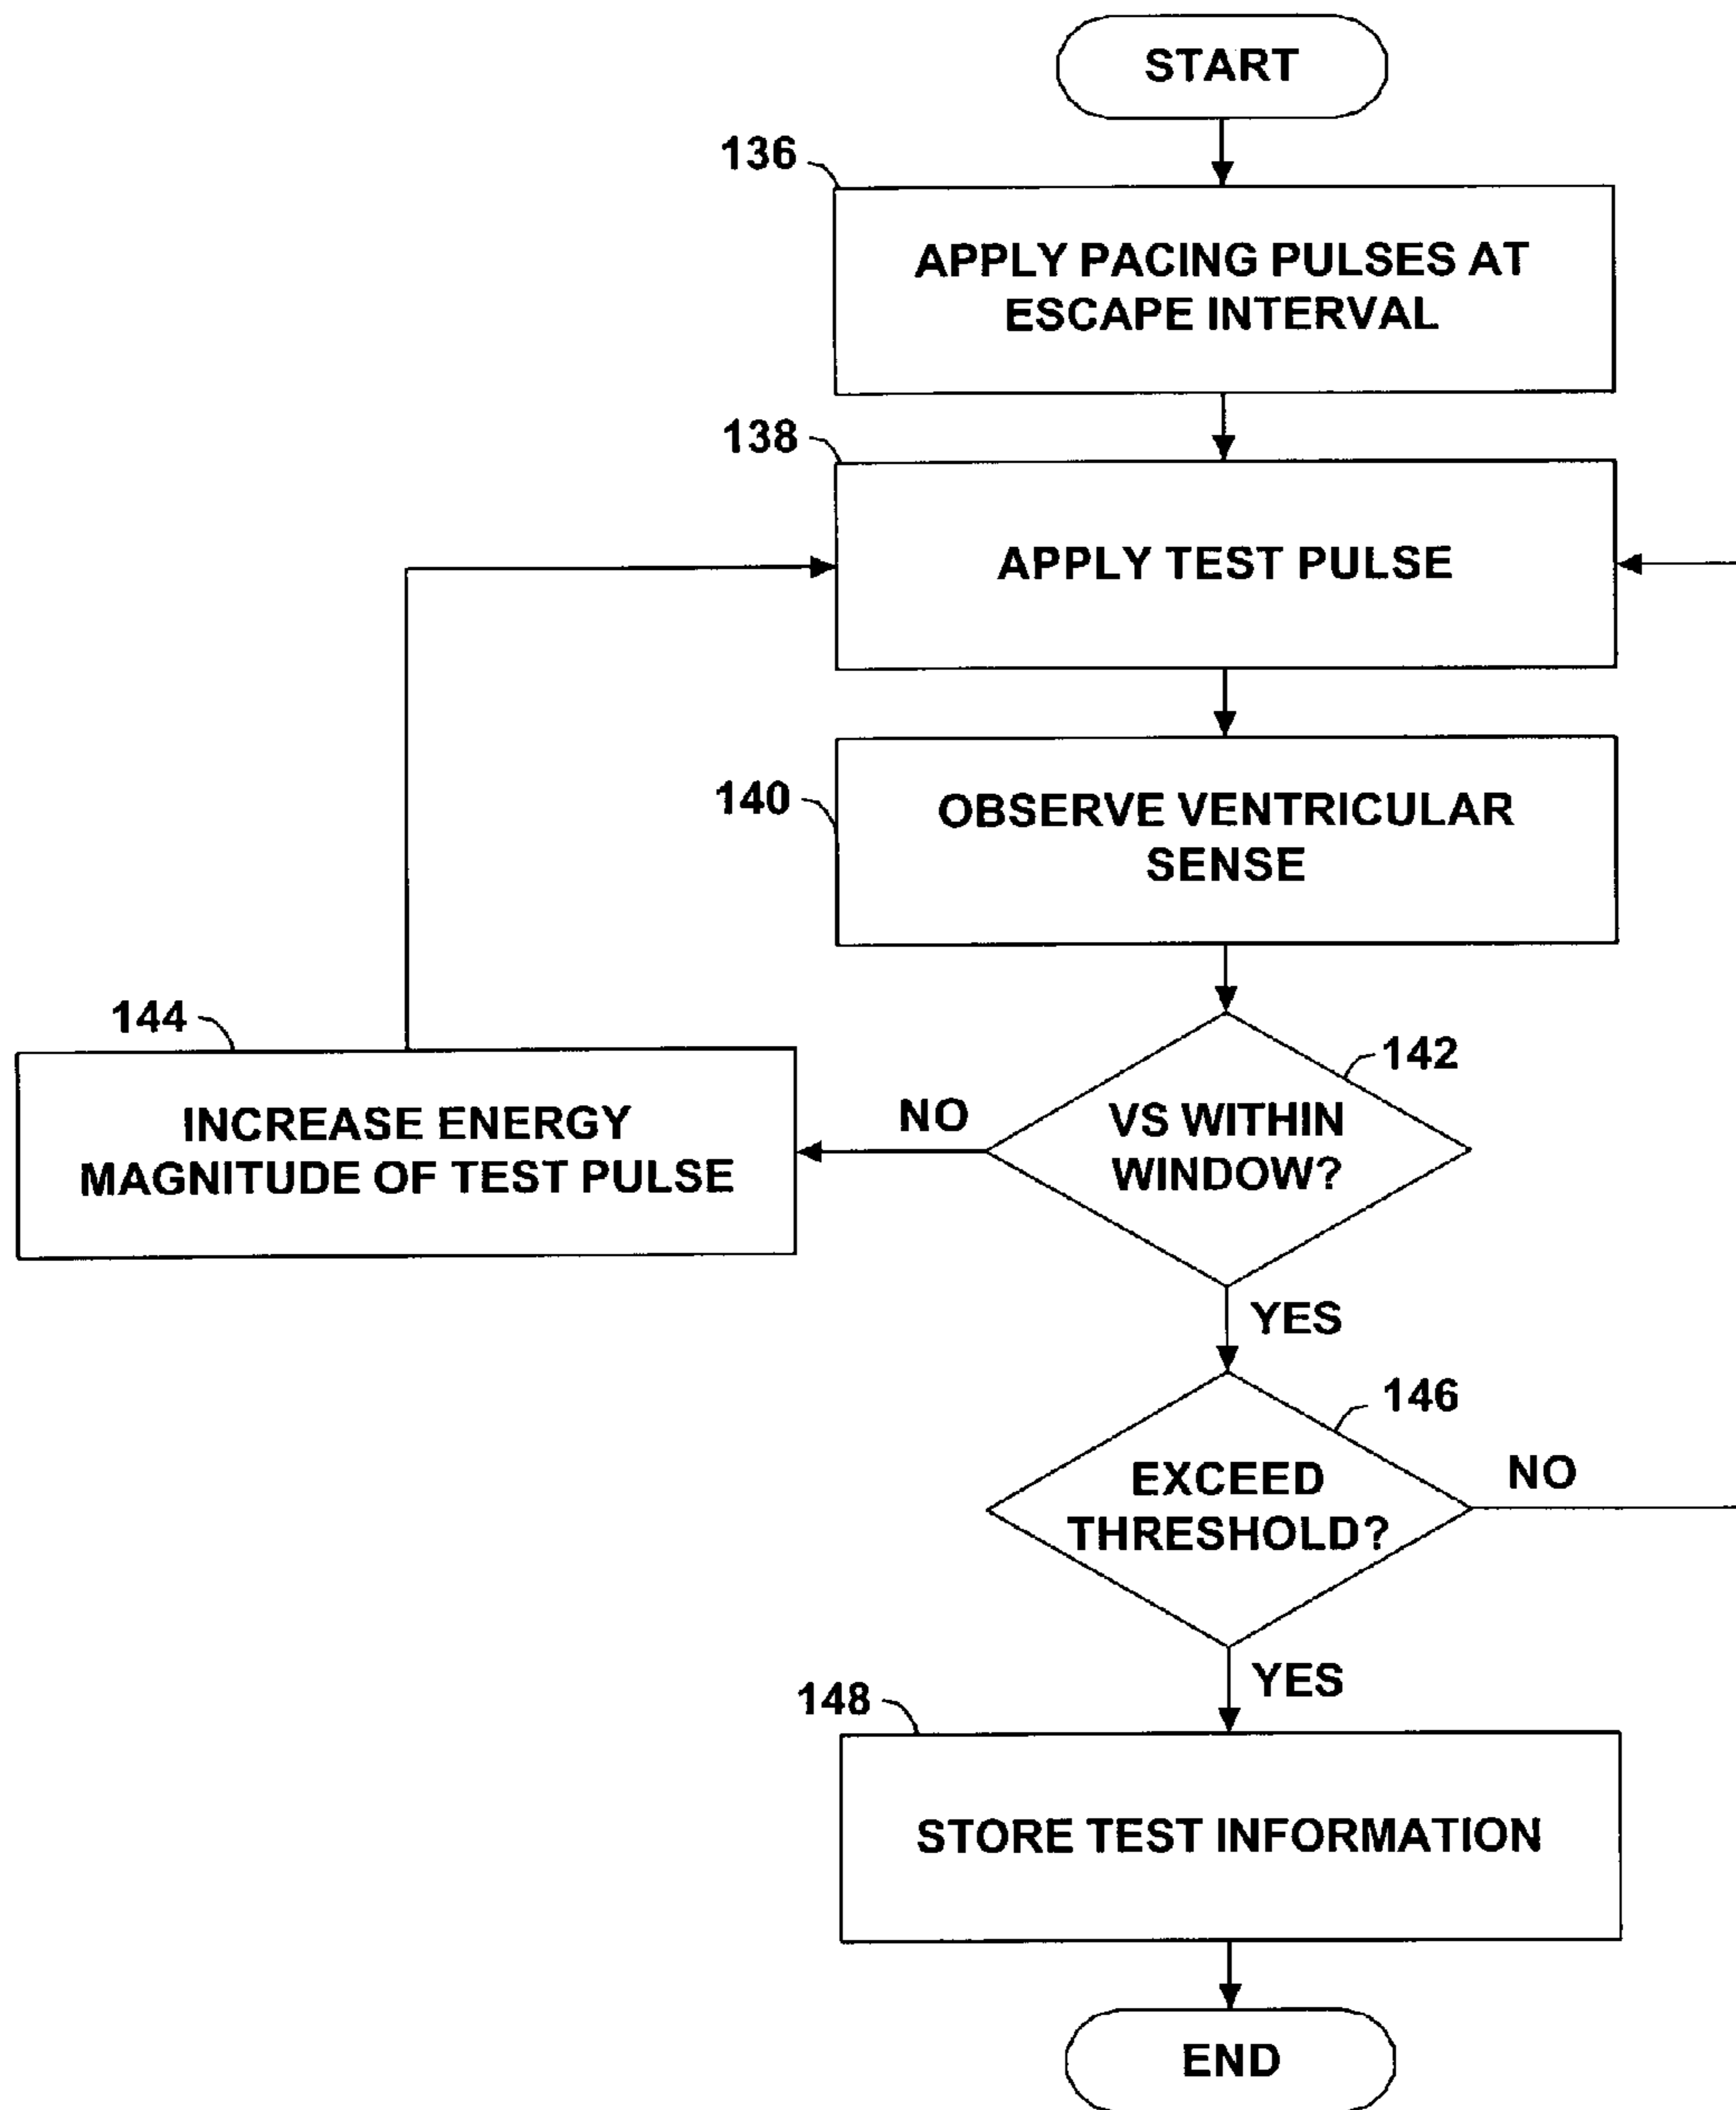 START
136
APPLY PACING PULSES AT
ESCAPE INTERVAL
138
APPLY TEST PULSE
140
OBSERVE VENTRICULAR
SENSE
144
INCREASE ENERGY
MAGNITUDE OF TEST PULSE
NO
142
VS WITHIN
WINDOW?
YES
146
EXCEED
THRESHOLD?
NO
YES
148
STORE TEST INFORMATION
END